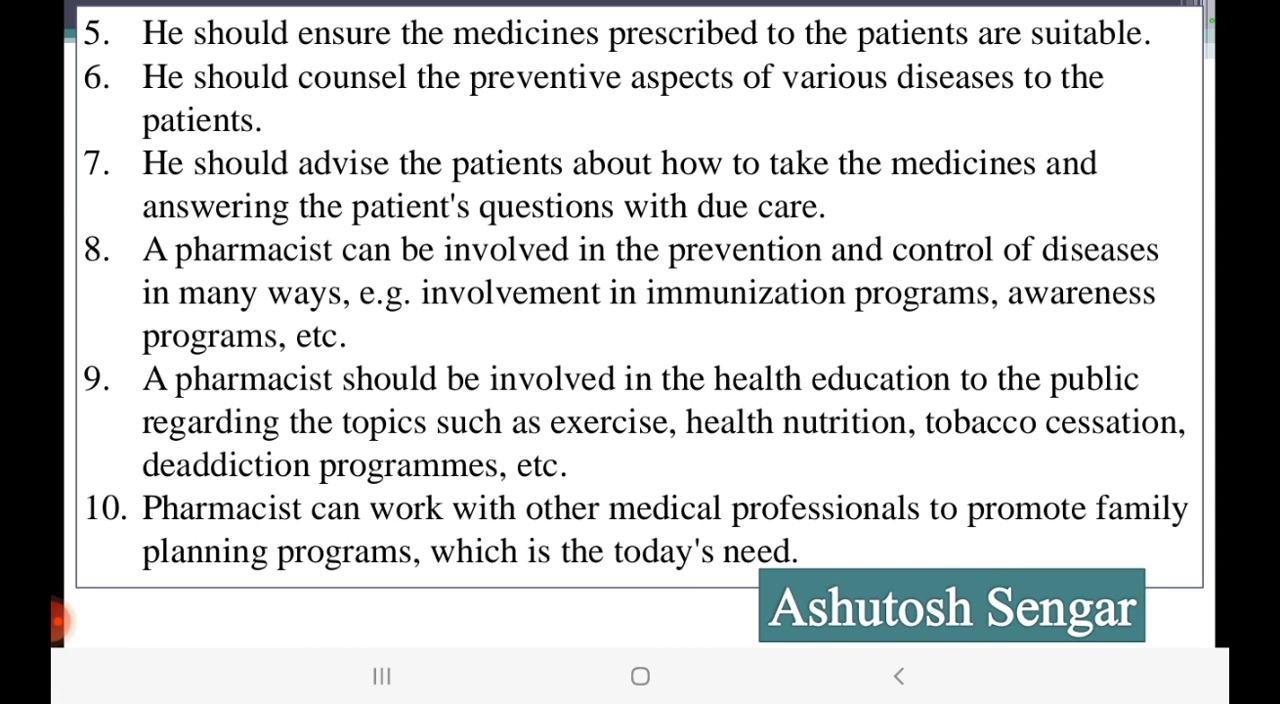 5. He should ensure the medicines prescribed to the patients are suitable.
6. He should counsel the preventive aspects of various diseases to the
patients.
7. He should advise the patients about how to take the medicines and
answering the patient's questions with due care.
8. A pharmacist can be involved in the prevention and control of diseases
in many ways, e.g. involvement in immunization programs, awareness
programs, etc.
9. A pharmacist should be involved in the health education to the public
regarding the topics such as exercise, health nutrition, tobacco cessation,
deaddiction programmes, etc.
10. Pharmacist can work with other medical professionals to promote family
planning programs, which is the today's need.
Ashutosh Sengar